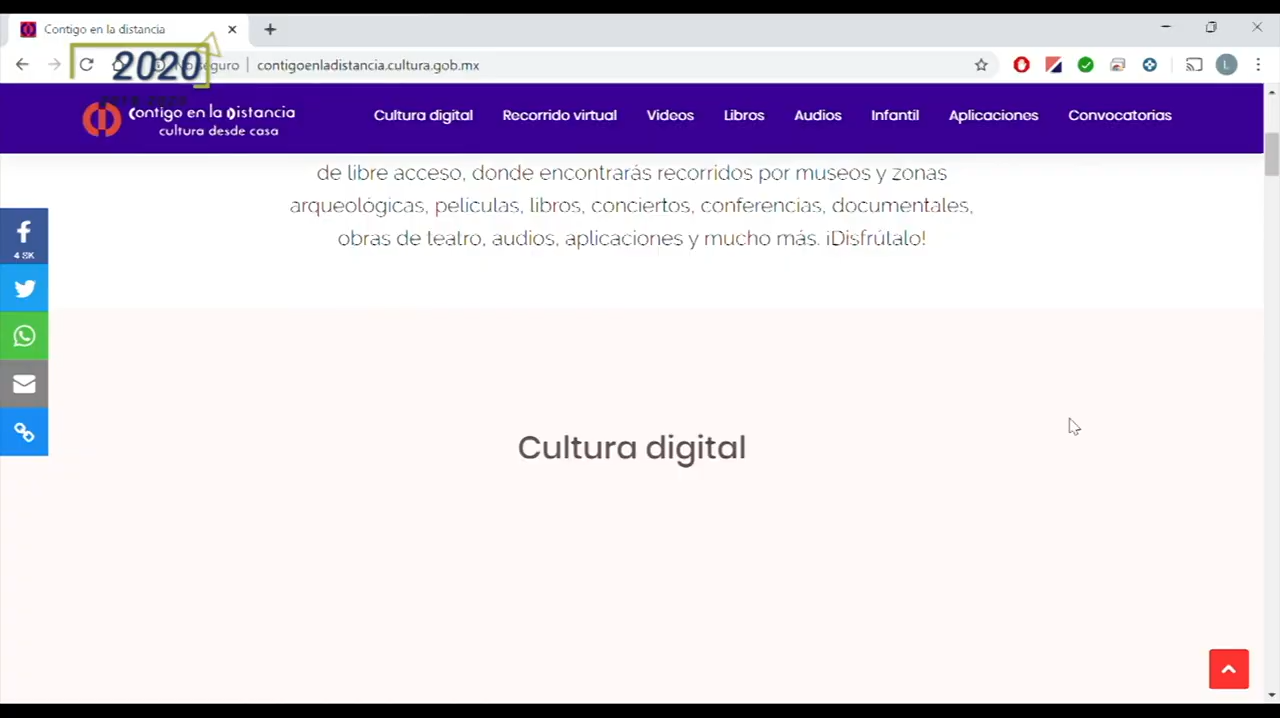 Contigo en la distancia
2020
No seguro
contigoenladistancia.cultura.gob.mx
L
Contigo en la Distancia
cultura desde casa
Cultura digital
Recorrido virtual
Videos
Libros
Audios
Infantil
Aplicaciones
Convocatorias
de libre acceso, donde encontrarás recorridos por museos y zonas
arqueológicas, películas, libros, conciertos, conferencias, documentales,
obras de teatro, audios, aplicaciones y mucho más. ¡Disfrútalo!
4.8K
Cultura digital